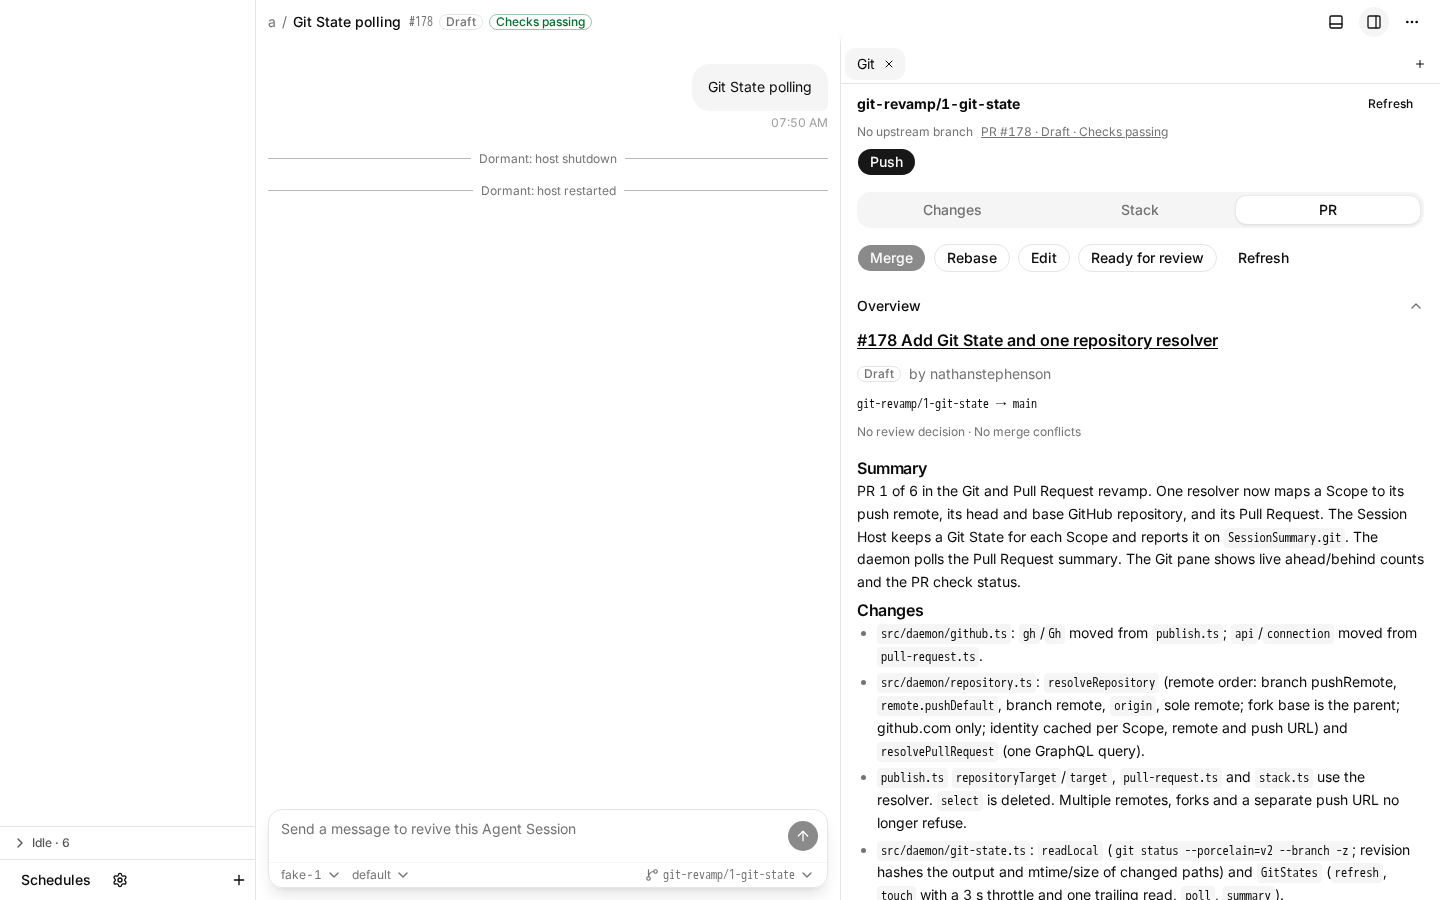 a / Git State polling #178 Draft Checks passing
Git State polling
07:50 AM
Dormant: host shutdown
Dormant: host restarted
Send a message to revive this Agent Session
fake-1 default git-revamp/1-git-state
Idle · 6
Schedules
Git
git-revamp/1-git-state Refresh
No upstream branch PR #178 · Draft · Checks passing
Push
Changes Stack PR
Merge Rebase Edit Ready for review Refresh
Overview
#178 Add Git State and one repository resolver
Draft by nathanstephenson
git-revamp/1-git-state → main
No review decision · No merge conflicts
Summary
PR 1 of 6 in the Git and Pull Request revamp. One resolver now maps a Scope to its
push remote, its head and base GitHub repository, and its Pull Request. The Session
Host keeps a Git State for each Scope and reports it on SessionSummary.git. The
daemon polls the Pull Request summary. The Git pane shows live ahead/behind counts
and the PR check status.
Changes
• src/daemon/github.ts: gh/Gh moved from publish.ts; api/connection moved from
pull-request.ts.
• src/daemon/repository.ts: resolveRepository (remote order: branch pushRemote,
remote.pushDefault, branch remote, origin, sole remote; fork base is the parent;
github.com only; identity cached per Scope, remote and push URL) and
resolvePullRequest (one GraphQL query).
• publish.ts repositoryTarget/target, pull-request.ts and stack.ts use the
resolver. select is deleted. Multiple remotes, forks and a separate push URL no
longer refuse.
• src/daemon/git-state.ts: readLocal (git status --porcelain=v2 --branch -z; revision
hashes the output and mtime/size of changed paths) and GitStates (refresh,
touch with a 3 s throttle and one trailing read, poll, summary).